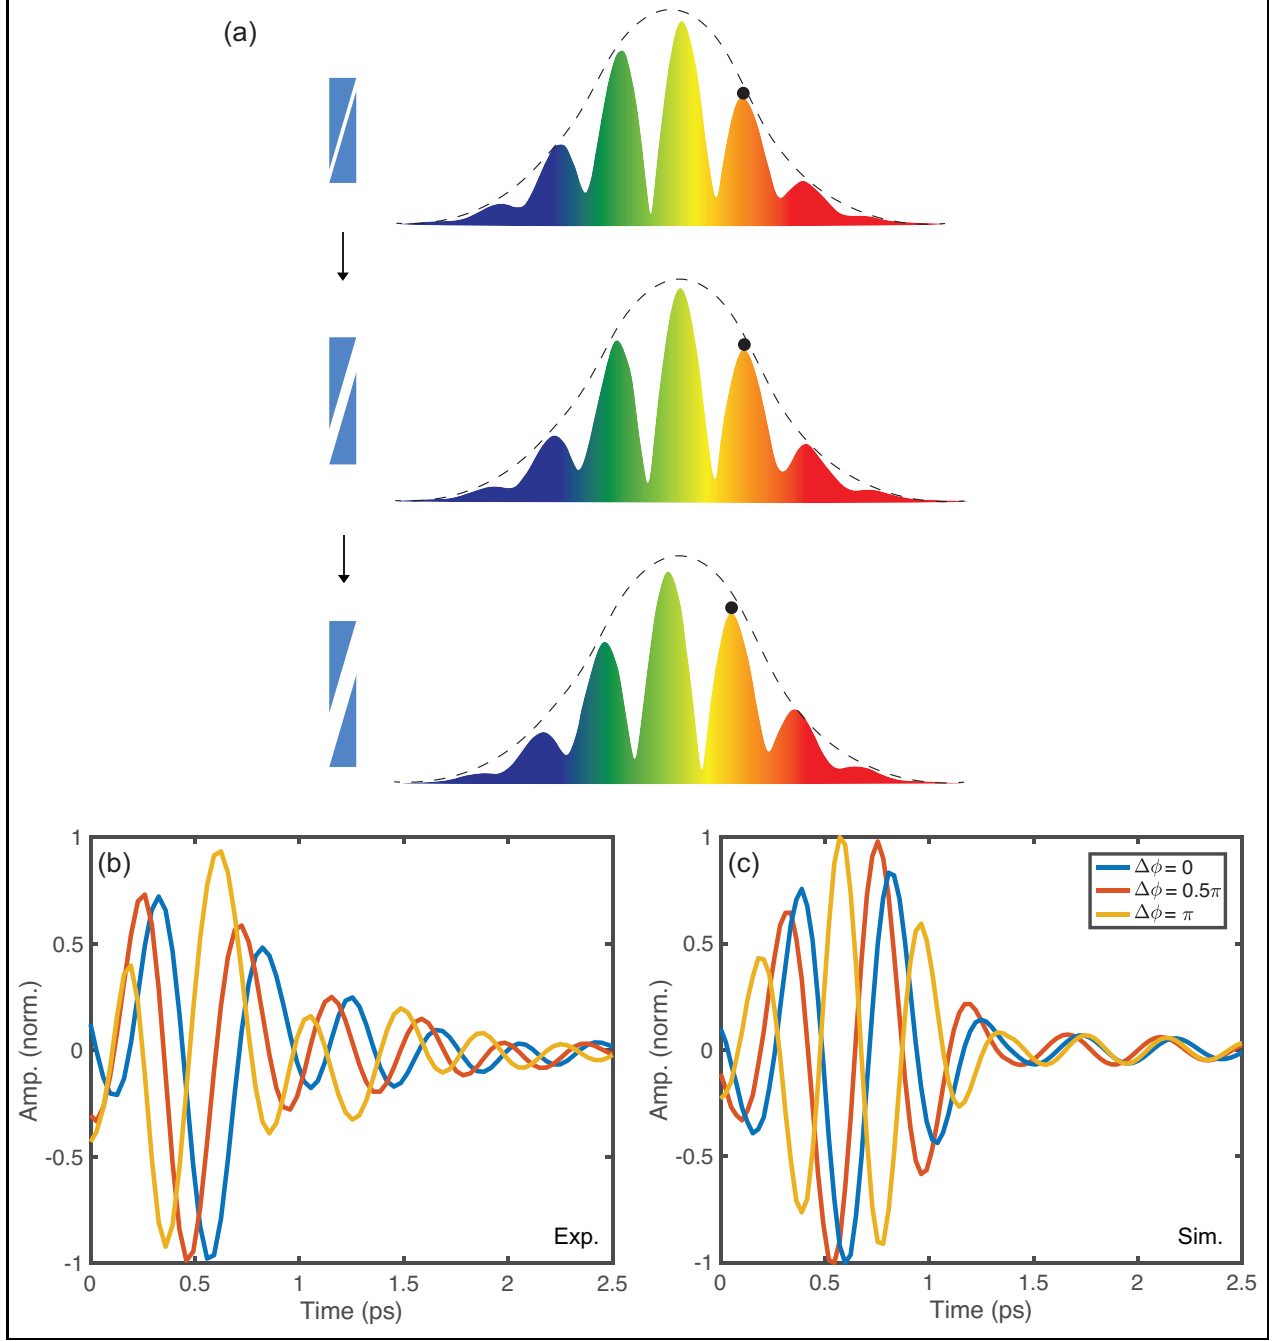 (a)
(b)
1
0.5
0
-0.5
-1
Amp. (norm.)
0
0.5
1
1.5
2
2.5
Time (ps)
Exp.
(c)
1
0.5
0
-0.5
-1
Amp. (norm.)
0
0.5
1
1.5
2
2.5
Time (ps)
Δϕ = 0
Δϕ = 0.5π
Δϕ = π
Sim.